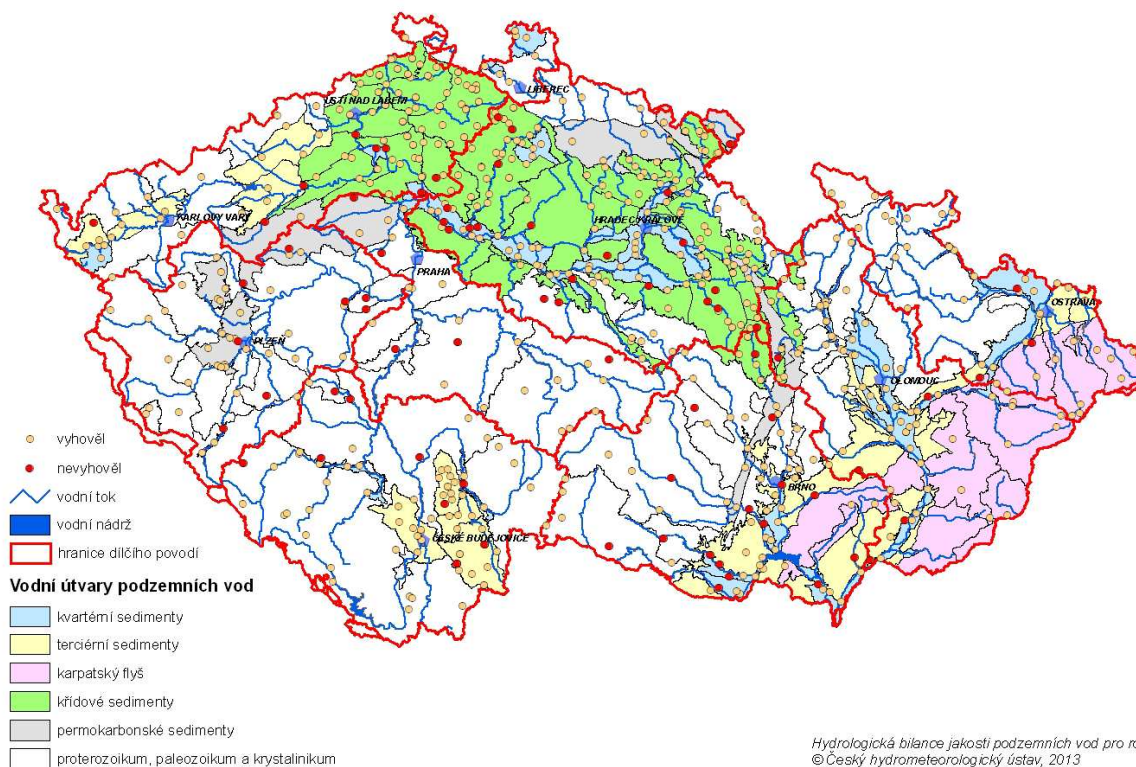 ÚSTÍ NAD LABEM
LIBEREC
KARLOVY VARY
HRADEC KRÁLOVÉ
PRAHA
OSTRAVA
PLZEŇ
OLOMOUC
BRNO
ČESKÉ BUDĚJOVICE
vyhověl
nevyhověl
vodní tok
vodní nádrž
hranice dílčího povodí
Vodní útvary podzemních vod
kvartérní sedimenty
terciérní sedimenty
karpatský flyš
křídové sedimenty
permokarbonské sedimenty
proterozoikum, paleozoikum a krystalinikum
Hydrologická bilance jakosti podzemních vod pro ro
© Český hydrometeorologický ústav, 2013